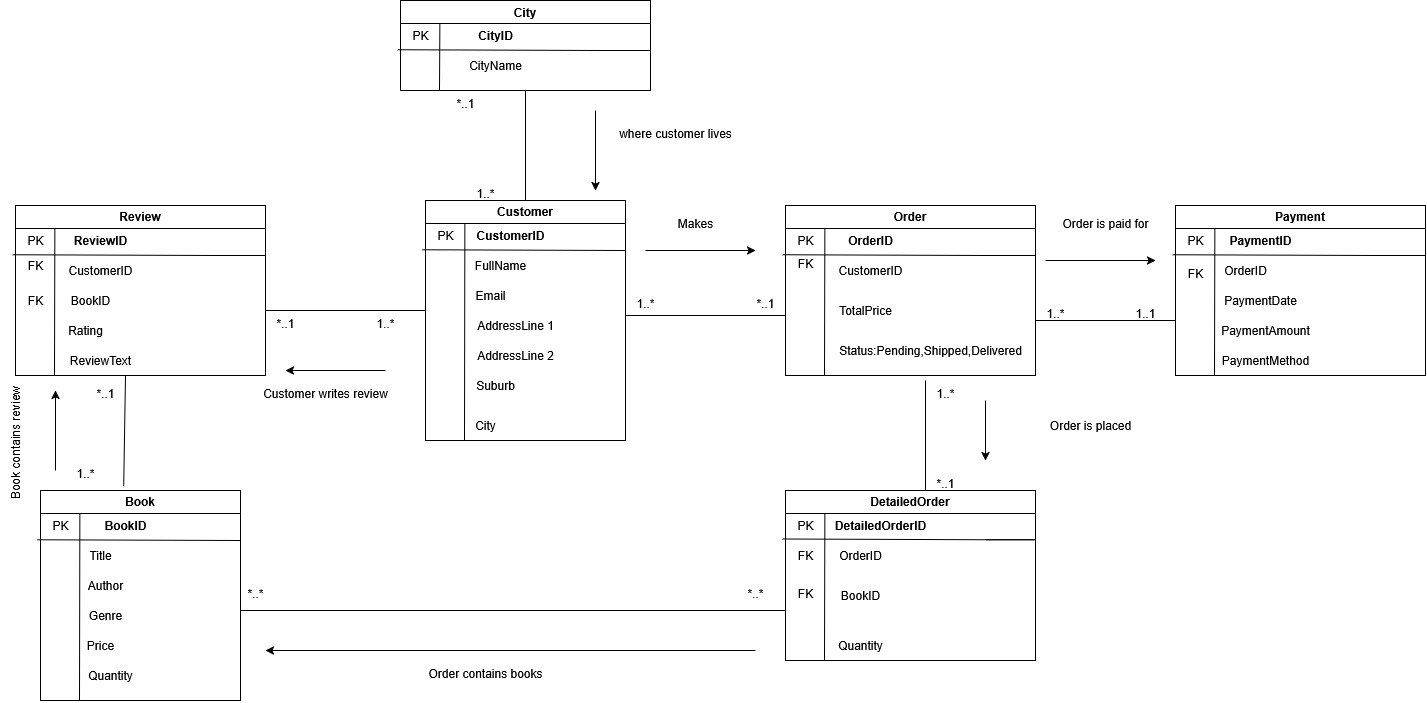 City
PK CityID
CityName
*..1
where customer lives
1..*
Review
PK ReviewID
FK CustomerID
FK BookID
Rating
ReviewText
*..1
1..*
Customer writes review
Customer
PK CustomerID
FullName
Email
AddressLine 1
AddressLine 2
Suburb
City
Makes
1..*
*..1
Order
PK OrderID
FK CustomerID
TotalPrice
Status:Pending,Shipped,Delivered
Order is paid for
1..*
1..1
Payment
PK PaymentID
FK OrderID
PaymentDate
PaymentAmount
PaymentMethod
*..1
Book contains review
1..*
1..*
Order is placed
*..1
Book
PK BookID
Title
Author
Genre
Price
Quantity
*..*
*..*
Order contains books
DetailedOrder
PK DetailedOrderID
FK OrderID
FK BookID
Quantity